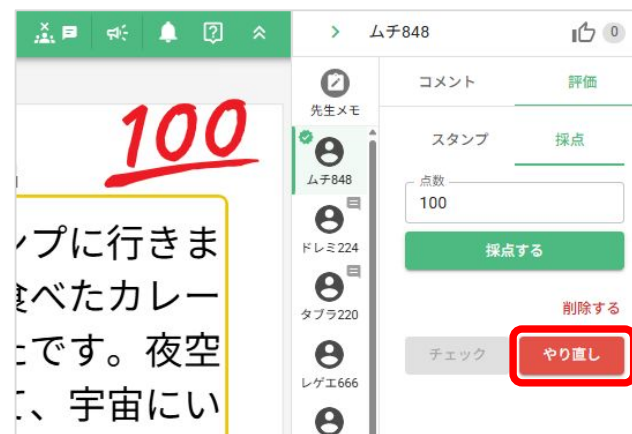 ムチ848
0
先生メモ
コメント
評価
100
スタンプ
採点
ムチ848
点数
100
ンプに行きま
ドレミ224
採点する
食べたカレー
タブラ220
削除する
たです。夜空
チェック
やり直し
レゲエ666
、宇宙にい